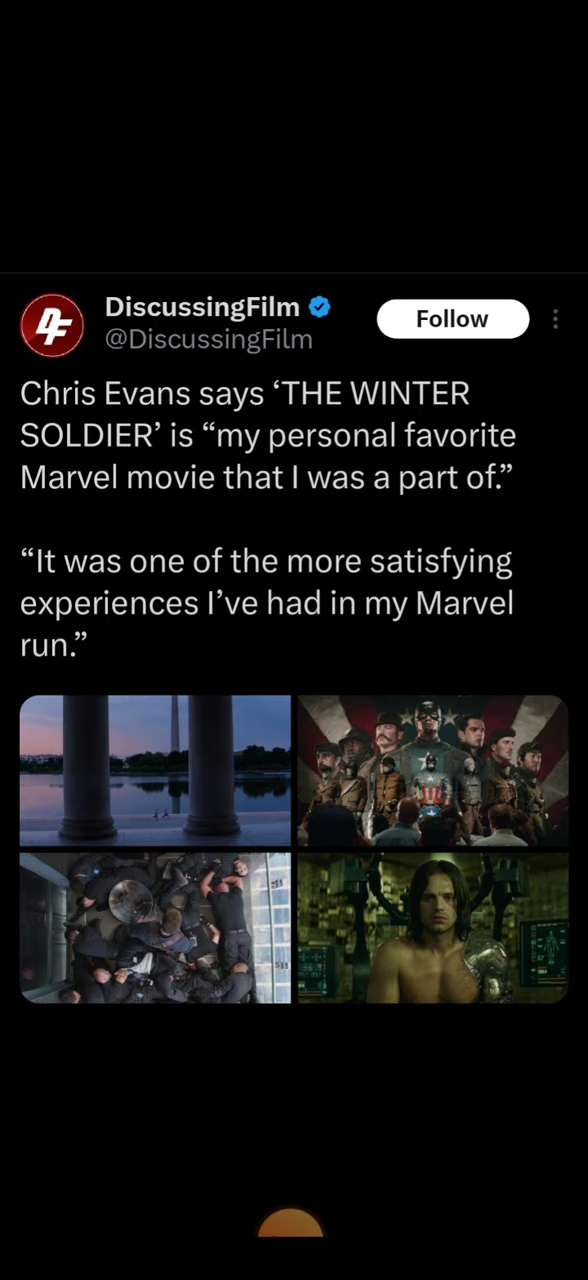 DiscussingFilm
Follow
@DiscussingFilm
Chris Evans says ‘THE WINTER
SOLDIER’ is “my personal favorite
Marvel movie that I was a part of.”
“It was one of the more satisfying
experiences I’ve had in my Marvel
run.”